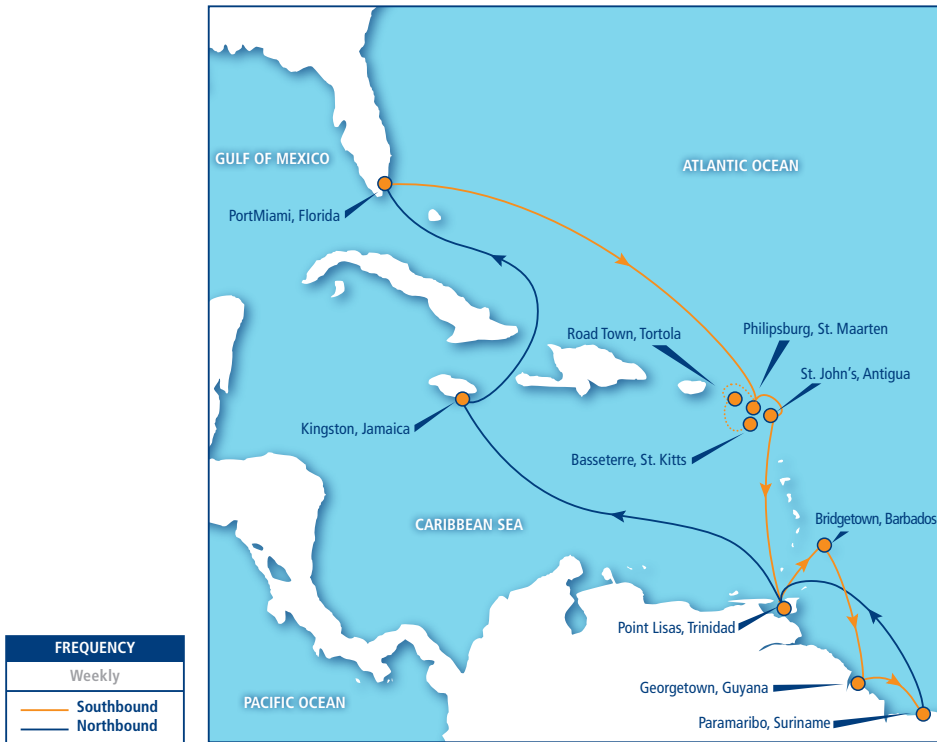 GULF OF MEXICO
ATLANTIC OCEAN
PortMiami, Florida
Road Town, Tortola
Philipsburg, St. Maarten
St. John's, Antigua
Kingston, Jamaica
Basseterre, St. Kitts
CARIBBEAN SEA
Bridgetown, Barbados
Point Lisas, Trinidad
Georgetown, Guyana
PACIFIC OCEAN
Paramaribo, Suriname
FREQUENCY
Weekly
Southbound
Northbound